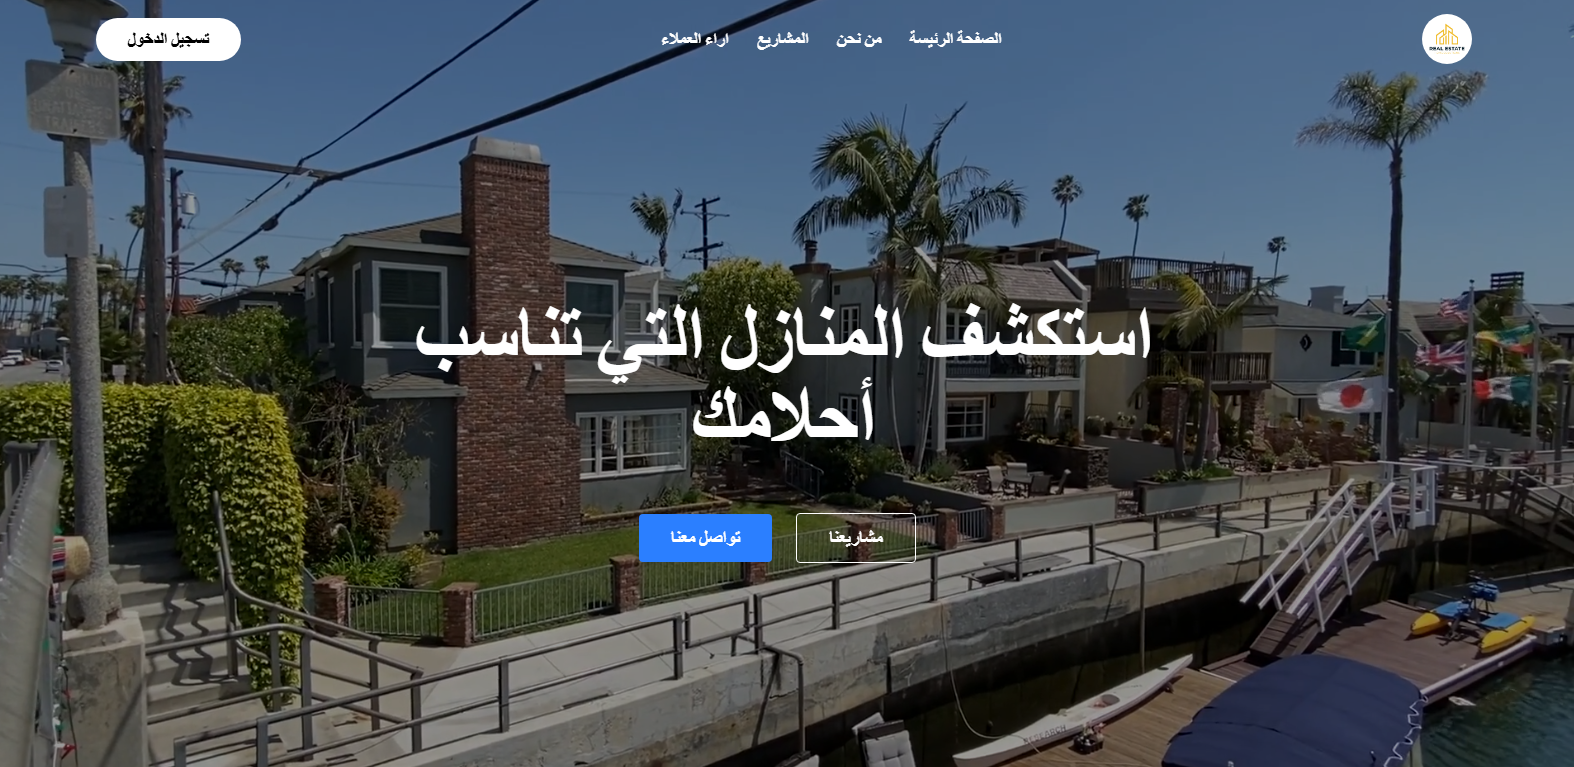 REAL ESTATE
الصفحة الرئيسة
من نحن
المشاريع
اراء العملاء
تسجيل الدخول
استكشف المنازل التي تناسب
أحلامك
مشاريعنا
تواصل معنا
RESEARCH